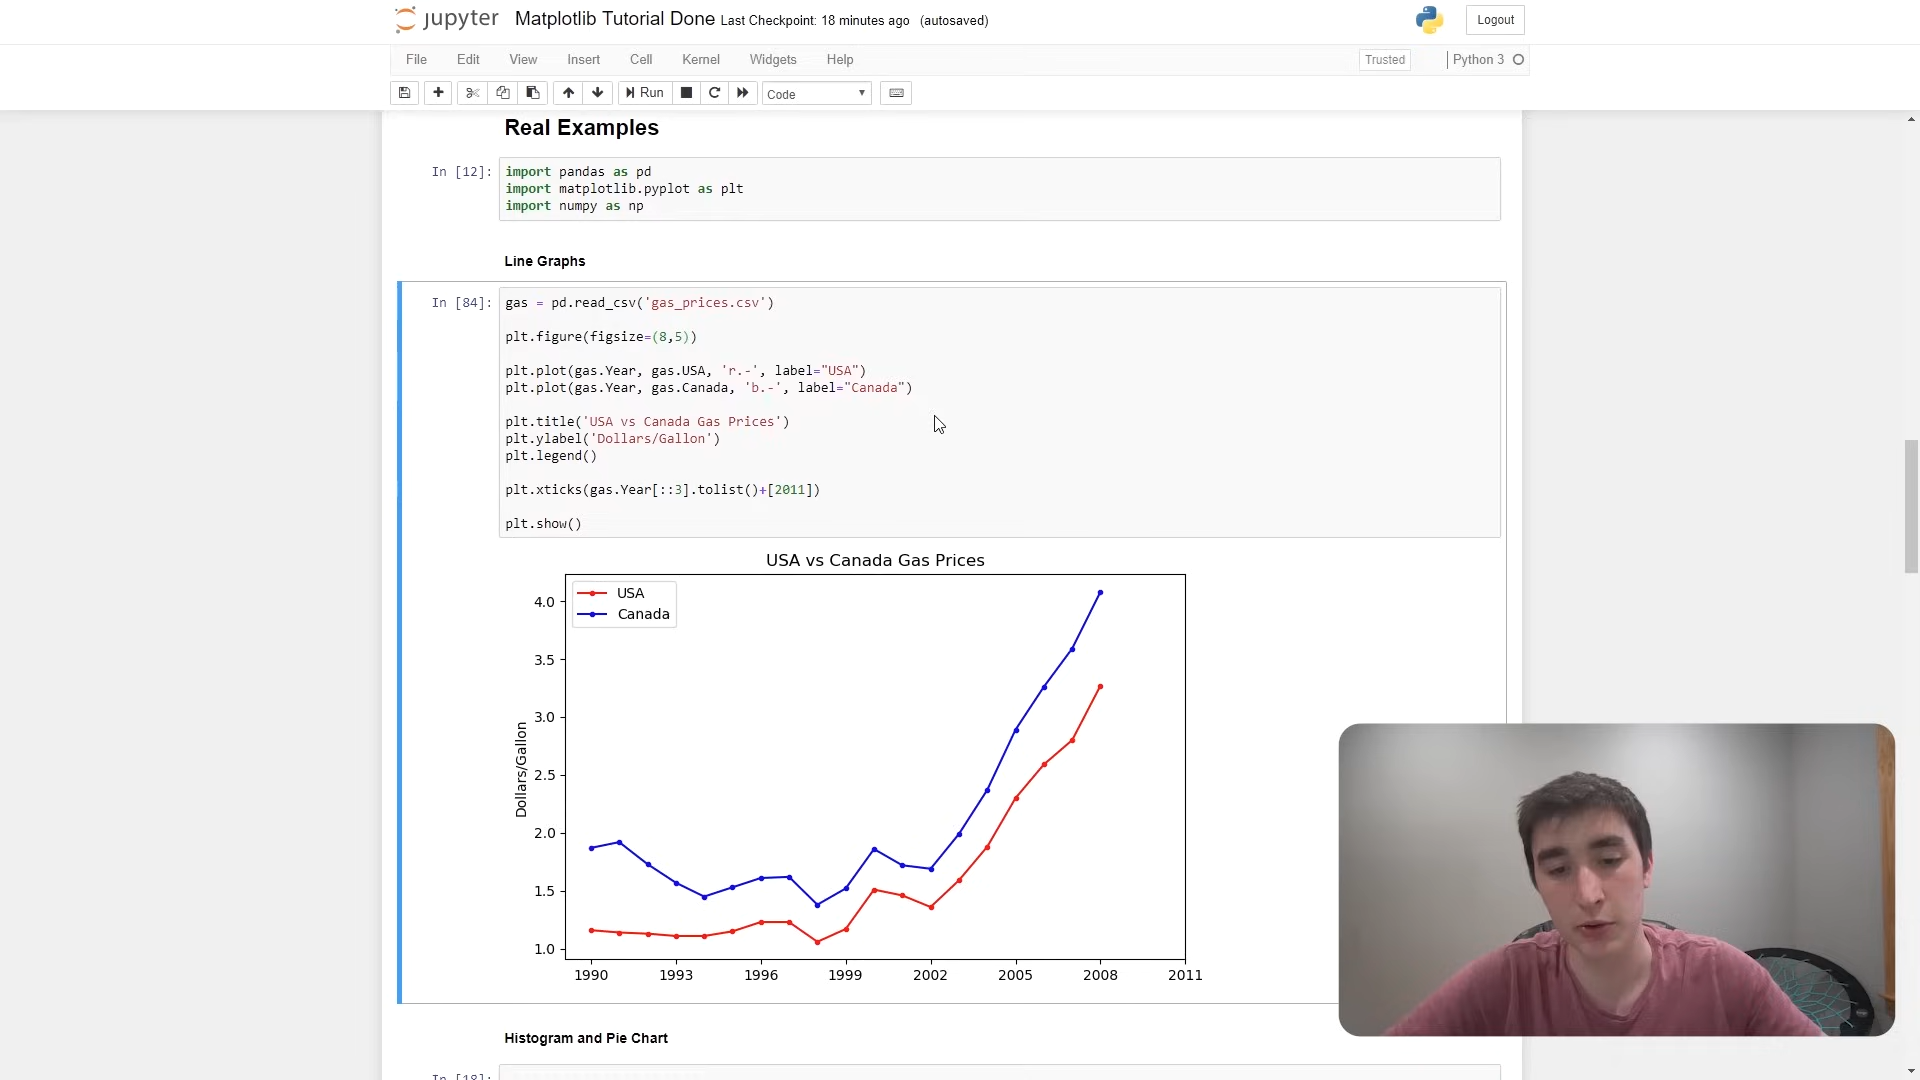 jupyter Matplotlib Tutorial Done Last Checkpoint: 18 minutes ago (autosaved) Logout
File Edit View Insert Cell Kernel Widgets Help Trusted Python 3
Run Code
Real Examples
In [12]: import pandas as pd
import matplotlib.pyplot as plt
import numpy as np
Line Graphs
In [84]: gas = pd.read_csv('gas_prices.csv')
plt.figure(figsize=(8,5))
plt.plot(gas.Year, gas.USA, 'r.-', label="USA")
plt.plot(gas.Year, gas.Canada, 'b.-', label="Canada")
plt.title('USA vs Canada Gas Prices')
plt.ylabel('Dollars/Gallon')
plt.legend()
plt.xticks(gas.Year[::3].tolist()+[2011])
plt.show()
USA vs Canada Gas Prices
USA
Canada
4.0
3.5
3.0
2.5
2.0
1.5
1.0
Dollars/Gallon
1990 1993 1996 1999 2002 2005 2008 2011
Histogram and Pie Chart
In [18]: